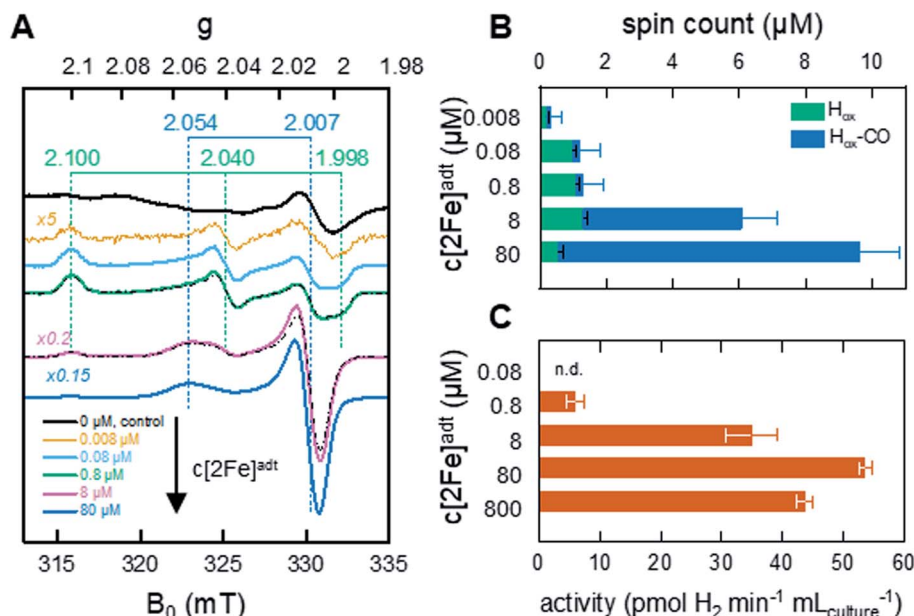 A
g
2.1 2.08 2.06 2.04 2.02 2 1.98
2.054 2.007
2.100 2.040 1.998
x5
x0.2
x0.15
0 µM, control
0.008 µM
0.08 µM
0.8 µM
8 µM
80 µM
c[2Fe]ᵃᵈᵗ
315 320 325 330 335
B₀ (mT)
B
spin count (µM)
0 2 4 6 8 10
c[2Fe]ᵃᵈᵗ (µM)
0.008
0.08
0.8
8
80
Hₒₓ
Hₒₓ-CO
C
c[2Fe]ᵃᵈᵗ (µM)
0.08
0.8
8
80
800
n.d.
0 10 20 30 40 50 60
activity (pmol H₂ min⁻¹ mL_culture⁻¹)